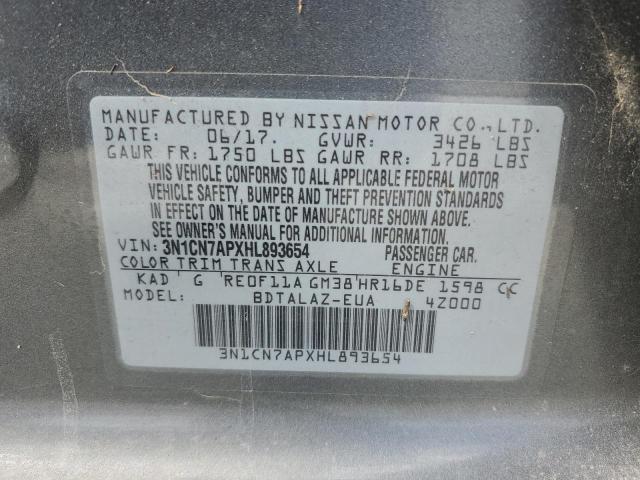 MANUFACTURED BY NISSAN MOTOR CO., LTD.
DATE: 06/17. GVWR: 3426 LBS
GAWR FR: 1750 LBS GAWR RR: 1708 LBS
THIS VEHICLE CONFORMS TO ALL APPLICABLE FEDERAL MOTOR
VEHICLE SAFETY, BUMPER AND THEFT PREVENTION STANDARDS
IN EFFECT ON THE DATE OF MANUFACTURE SHOWN ABOVE.
SEE OWNER'S MANUAL FOR ADDITIONAL INFORMATION.
VIN: 3N1CN7APXHL893654 PASSENGER CAR.
COLOR TRIM TRANS AXLE ENGINE
KAD G RE0F11A GM38 HR16DE 1598 CC
MODEL: BDTALAZ-EUA 4Z000
3N1CN7APXHL893654